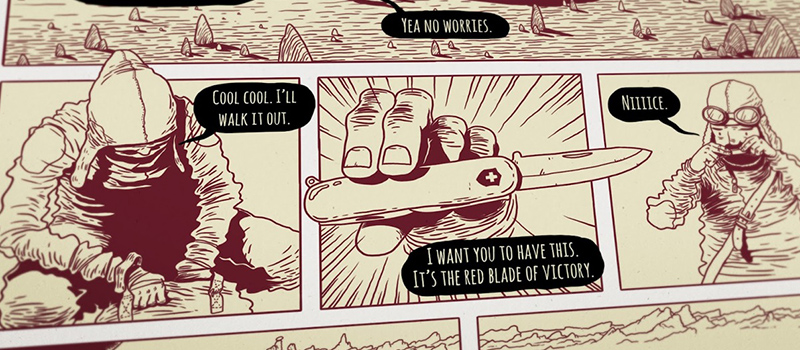 YEA NO WORRIES.
COOL COOL. I'LL
WALK IT OUT.
NIIIICE.
I WANT YOU TO HAVE THIS.
IT'S THE RED BLADE OF VICTORY.